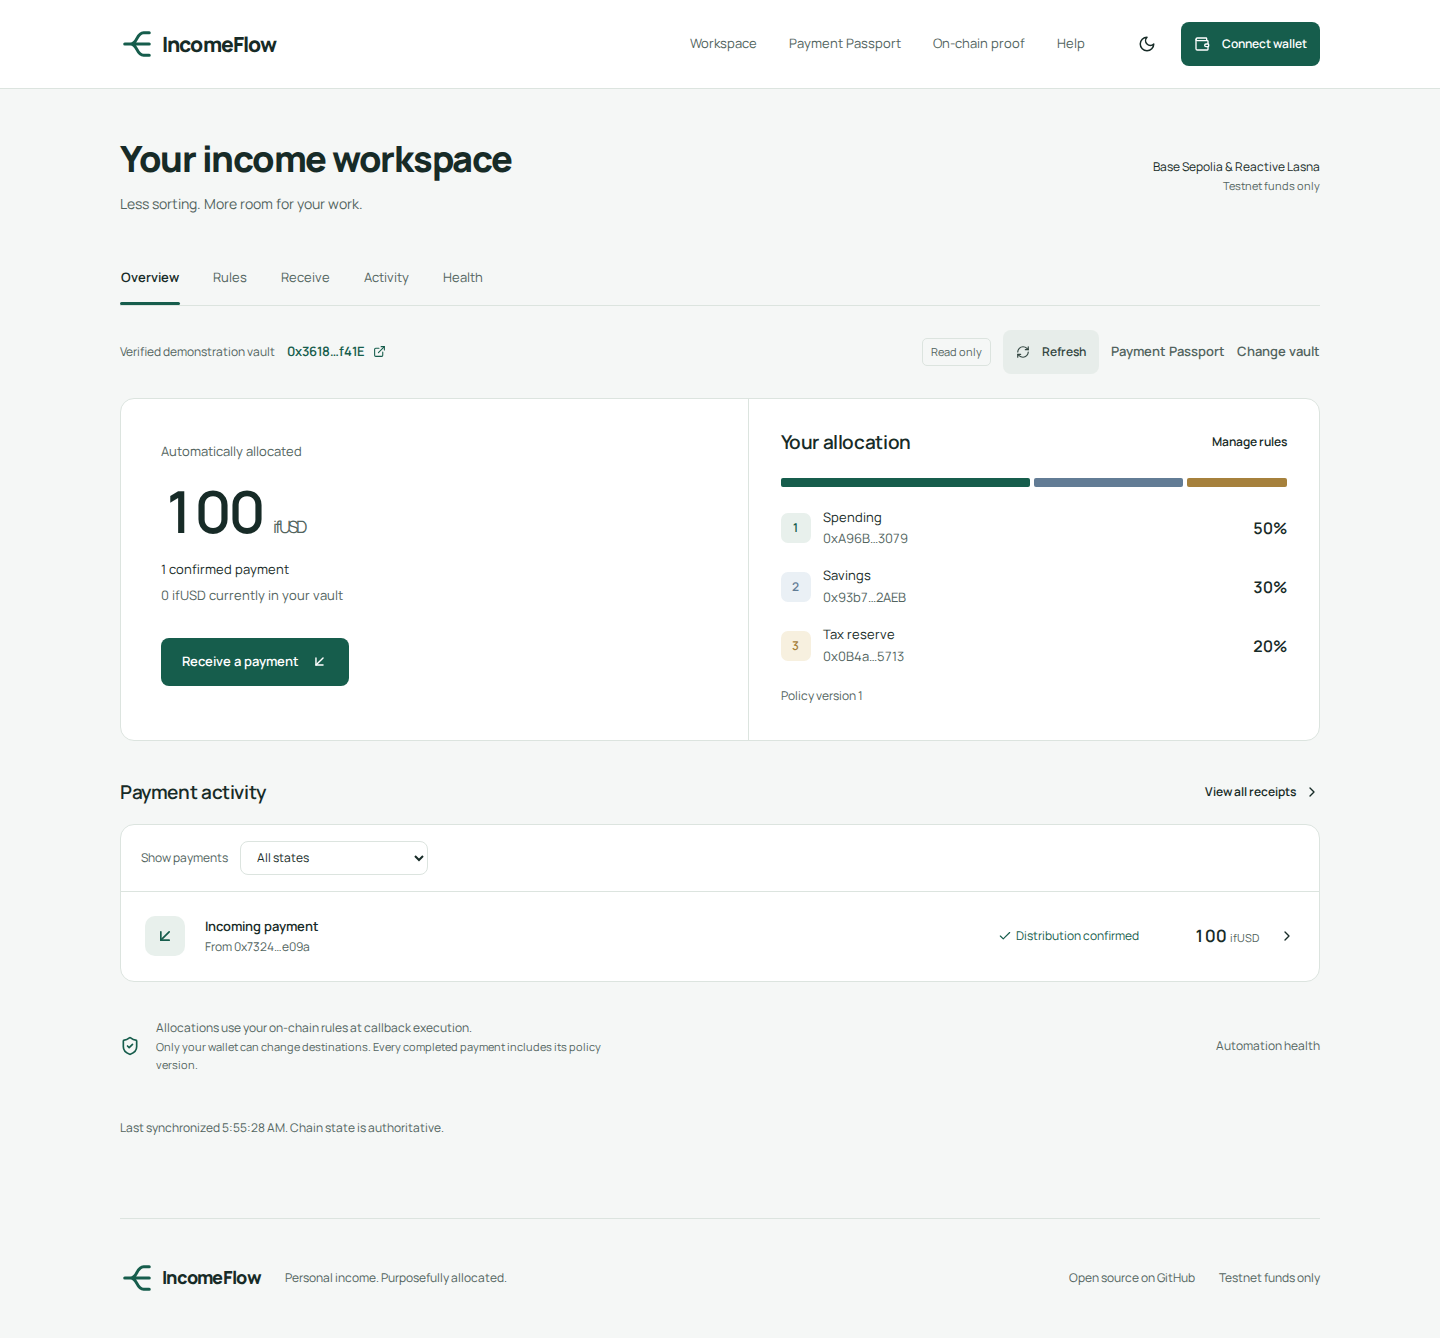 IncomeFlow
Workspace
Payment Passport
On-chain proof
Help
Connect wallet
Your income workspace
Less sorting. More room for your work.
Base Sepolia & Reactive Lasna
Testnet funds only
Overview
Rules
Receive
Activity
Health
Verified demonstration vault
0x3618…f41E
Read only
Refresh
Payment Passport
Change vault
Automatically allocated
100 ifUSD
1 confirmed payment
0 ifUSD currently in your vault
Receive a payment
Your allocation
Manage rules
1
Spending
0xA96B…3079
50%
2
Savings
0x93b7…2AEB
30%
3
Tax reserve
0x0B4a…5713
20%
Policy version 1
Payment activity
View all receipts
Show payments
All states
Incoming payment
From 0x7324…e09a
Distribution confirmed
100 ifUSD
Allocations use your on-chain rules at callback execution.
Only your wallet can change destinations. Every completed payment includes its policy
version.
Automation health
Last synchronized 5:55:28 AM. Chain state is authoritative.
IncomeFlow
Personal income. Purposefully allocated.
Open source on GitHub
Testnet funds only